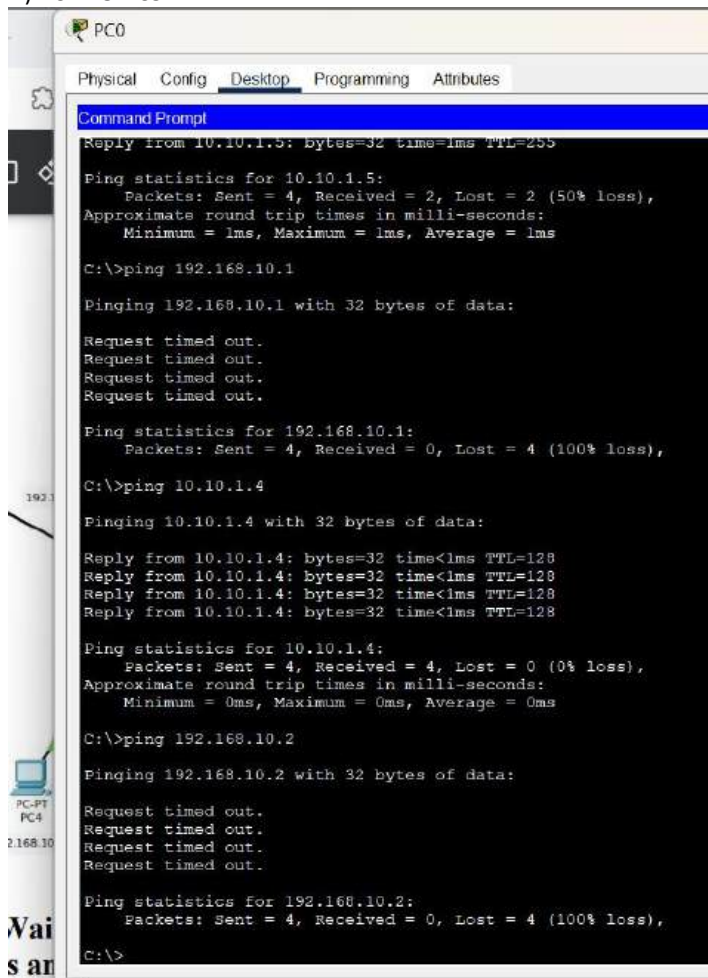 PC0
Physical Config Desktop Programming Attributes
Command Prompt
Reply from 10.10.1.5: bytes=32 time=1ms TTL=255
Ping statistics for 10.10.1.5:
Packets: Sent = 4, Received = 2, Lost = 2 (50% loss),
Approximate round trip times in milli-seconds:
Minimum = 1ms, Maximum = 1ms, Average = 1ms
C:\>ping 192.168.10.1
Pinging 192.168.10.1 with 32 bytes of data:
Request timed out.
Request timed out.
Request timed out.
Request timed out.
Ping statistics for 192.168.10.1:
Packets: Sent = 4, Received = 0, Lost = 4 (100% loss),
C:\>ping 10.10.1.4
Pinging 10.10.1.4 with 32 bytes of data:
Reply from 10.10.1.4: bytes=32 time<1ms TTL=128
Reply from 10.10.1.4: bytes=32 time<1ms TTL=128
Reply from 10.10.1.4: bytes=32 time<1ms TTL=128
Reply from 10.10.1.4: bytes=32 time<1ms TTL=128
Ping statistics for 10.10.1.4:
Packets: Sent = 4, Received = 4, Lost = 0 (0% loss),
Approximate round trip times in milli-seconds:
Minimum = 0ms, Maximum = 0ms, Average = 0ms
C:\>ping 192.168.10.2
Pinging 192.168.10.2 with 32 bytes of data:
Request timed out.
Request timed out.
Request timed out.
Request timed out.
Ping statistics for 192.168.10.2:
Packets: Sent = 4, Received = 0, Lost = 4 (100% loss),
C:\>
192.1
PC-PT
PC4
2.168.10
Wai
s an